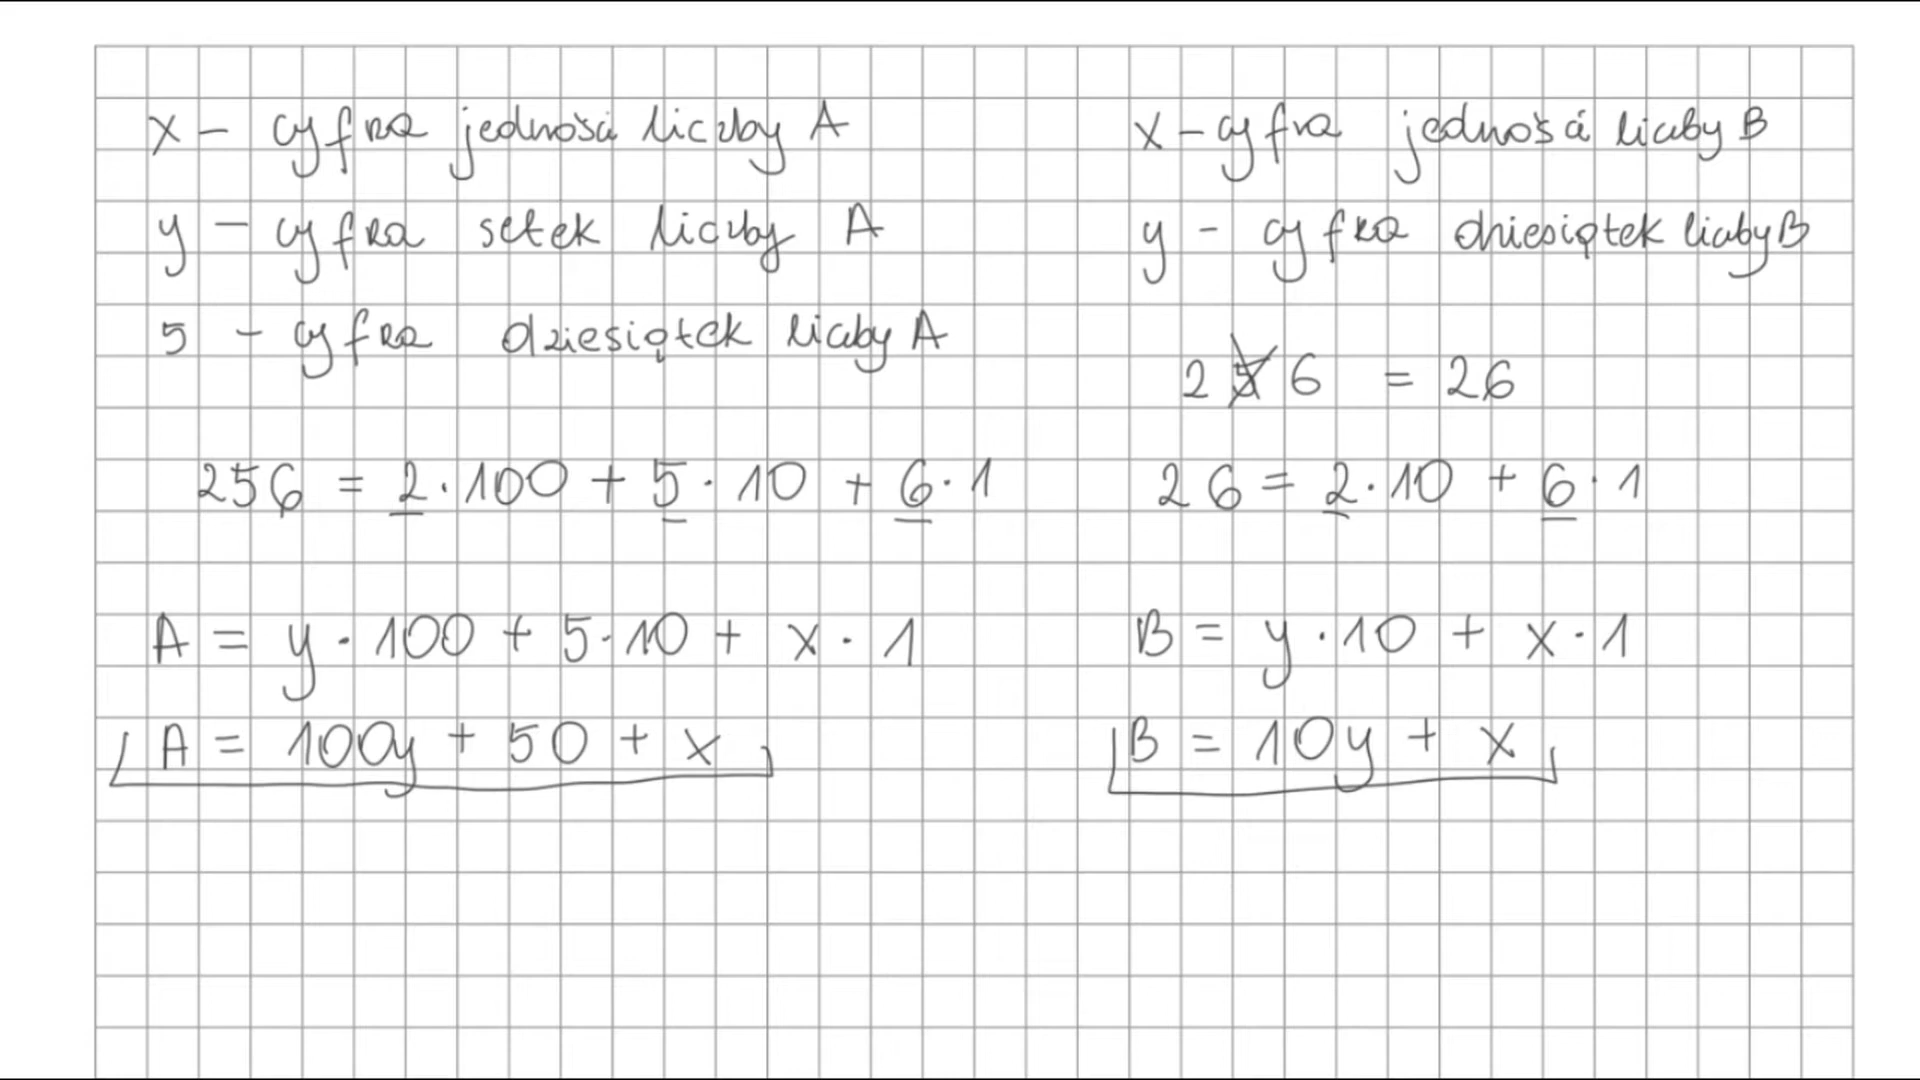 x - cyfra jedności liczby A
y - cyfra setek liczby A
5 - cyfra dziesiątek liczby A
256 = 2·100 + 5·10 + 6·1
A = y·100 + 5·10 + x·1
A = 100y + 50 + x
x - cyfra jedności liczby B
y - cyfra dziesiątek liczby B
256 = 26
26 = 2·10 + 6·1
B = y·10 + x·1
B = 10y + x